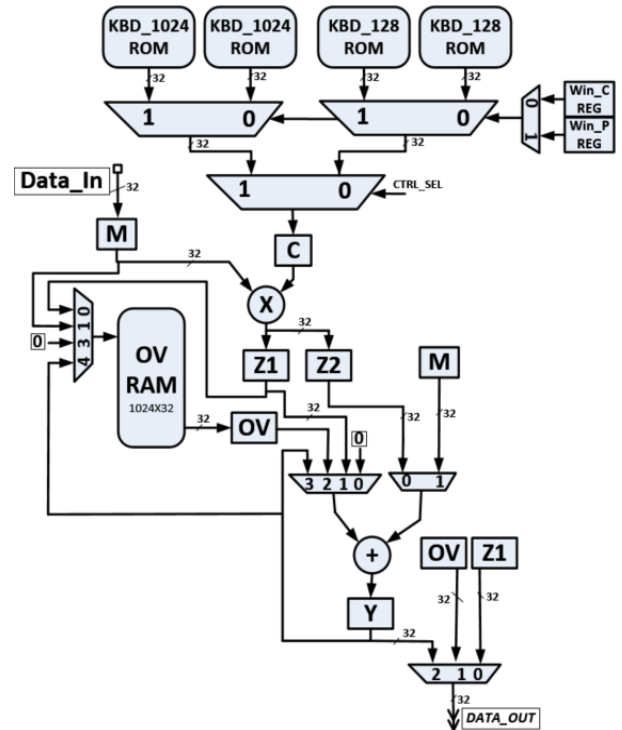 KBD_1024
ROM
KBD_1024
ROM
KBD_128
ROM
KBD_128
ROM
32
32
32
32
1 0
1 0
0
1
Win_C
REG
Win_P
REG
32
32
Data_In
32
1 0
CTRL_SEL
M
C
32
X
32
0
1
3
4
0
OV
RAM
1024X32
Z1
Z2
M
32
OV
32
0
32
32
3 2 1 0
0 1
+
OV
Z1
32
32
Y
32
2 1 0
32
DATA_OUT